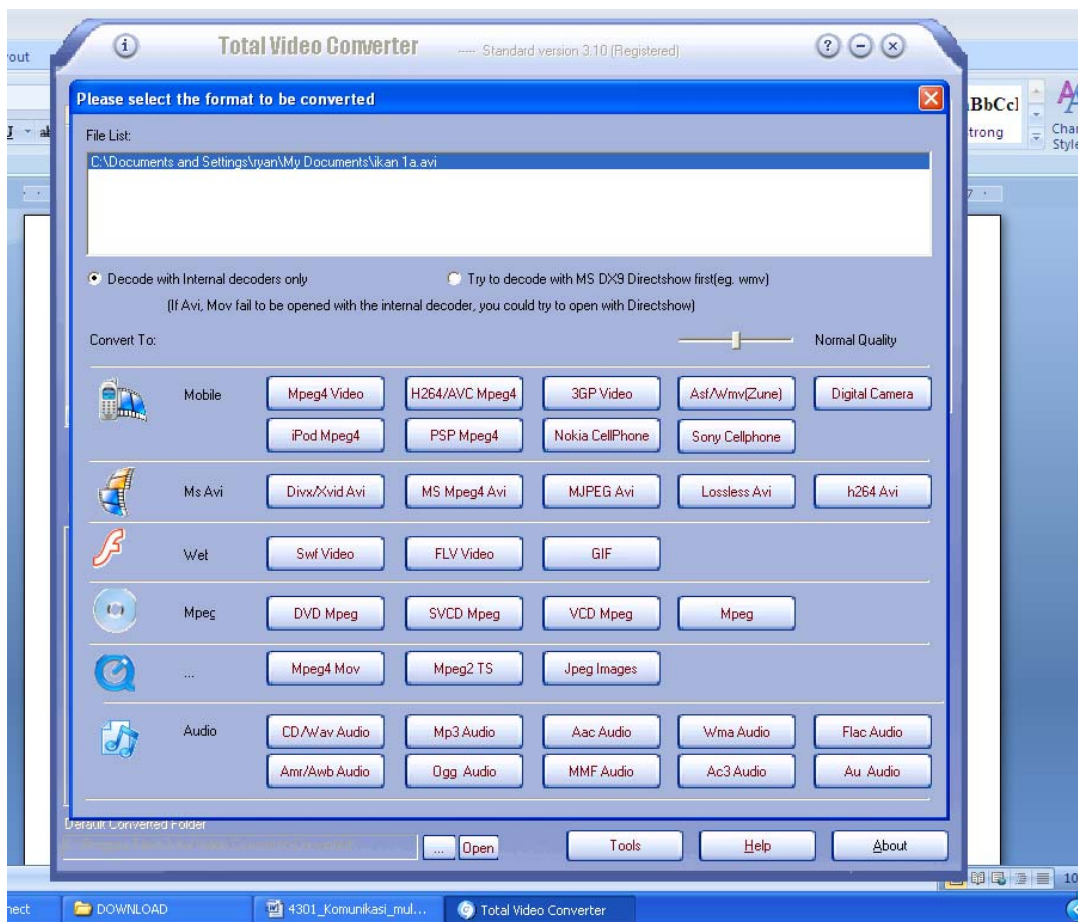 Total Video Converter ---- Standard version 3.10 (Registered)
yout
Please select the format to be converted
BbCcI
trong
Char
Style
File List:
C:\Documents and Settings\ryan\My Documents\ikan 1a.avi
7
Decode with Internal decoders only
Try to decode with MS DX9 Directshow first(eg. wmv)
(If Avi, Mov fail to be opened with the internal decoder, you could try to open with Directshow)
Convert To:
Normal Quality
Mobile
Mpeg4 Video
H264/AVC Mpeg4
3GP Video
Asf/Wmv(Zune)
Digital Camera
iPod Mpeg4
PSP Mpeg4
Nokia CellPhone
Sony Cellphone
Ms Avi
Divx/Xvid Avi
MS Mpeg4 Avi
MJPEG Avi
Lossless Avi
h264 Avi
Wet
Swf Video
FLV Video
GIF
Mpeg
DVD Mpeg
SVCD Mpeg
VCD Mpeg
Mpeg
...
Mpeg4 Mov
Mpeg2 TS
Jpeg Images
Audio
CD/Wav Audio
Mp3 Audio
Aac Audio
Wma Audio
Flac Audio
Amr/Awb Audio
Ogg Audio
MMF Audio
Ac3 Audio
Au Audio
Default Converted Folder
...
Open
Tools
Help
About
10
nect
DOWNLOAD
4301_Komunikasi_mul...
Total Video Converter